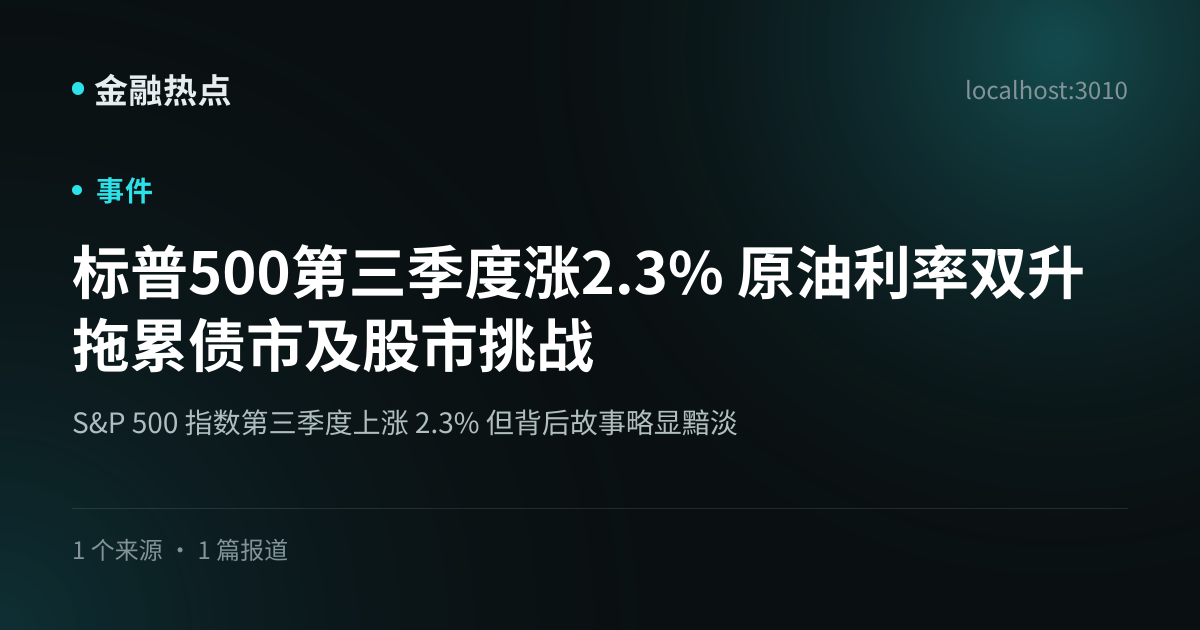 金融热点
localhost:3010
事件
标普500第三季度涨2.3% 原油利率双升
拖累债市及股市挑战
S&P 500 指数第三季度上涨 2.3% 但背后故事略显黯淡
1 个来源 · 1 篇报道